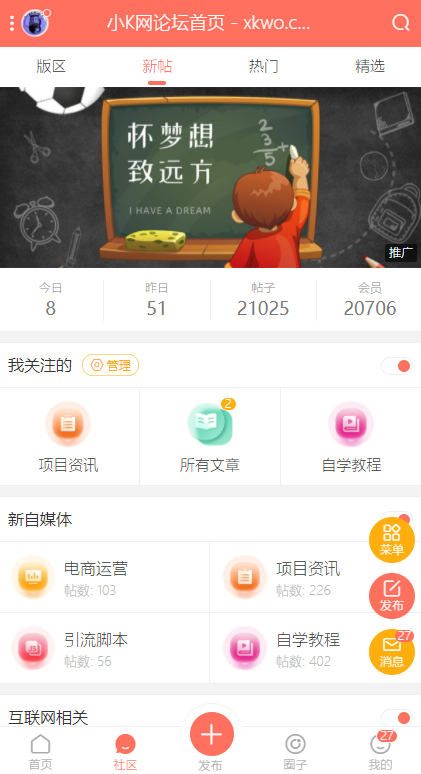 小K网论坛首页 - xkwo.c...
版区 新帖 热门 精选
怀梦想
致远方
I HAVE A DREAM
2
3
5 +
推广
今日 昨日 帖子 会员
8 51 21025 20706
我关注的 管理
2
项目资讯 所有文章 自学教程
新自媒体
菜单
电商运营 项目资讯
帖数: 103 帖数: 226
发布
引流脚本 自学教程
帖数: 56 帖数: 402
27
消息
互联网相关
27
首页 社区 发布 圈子 我的